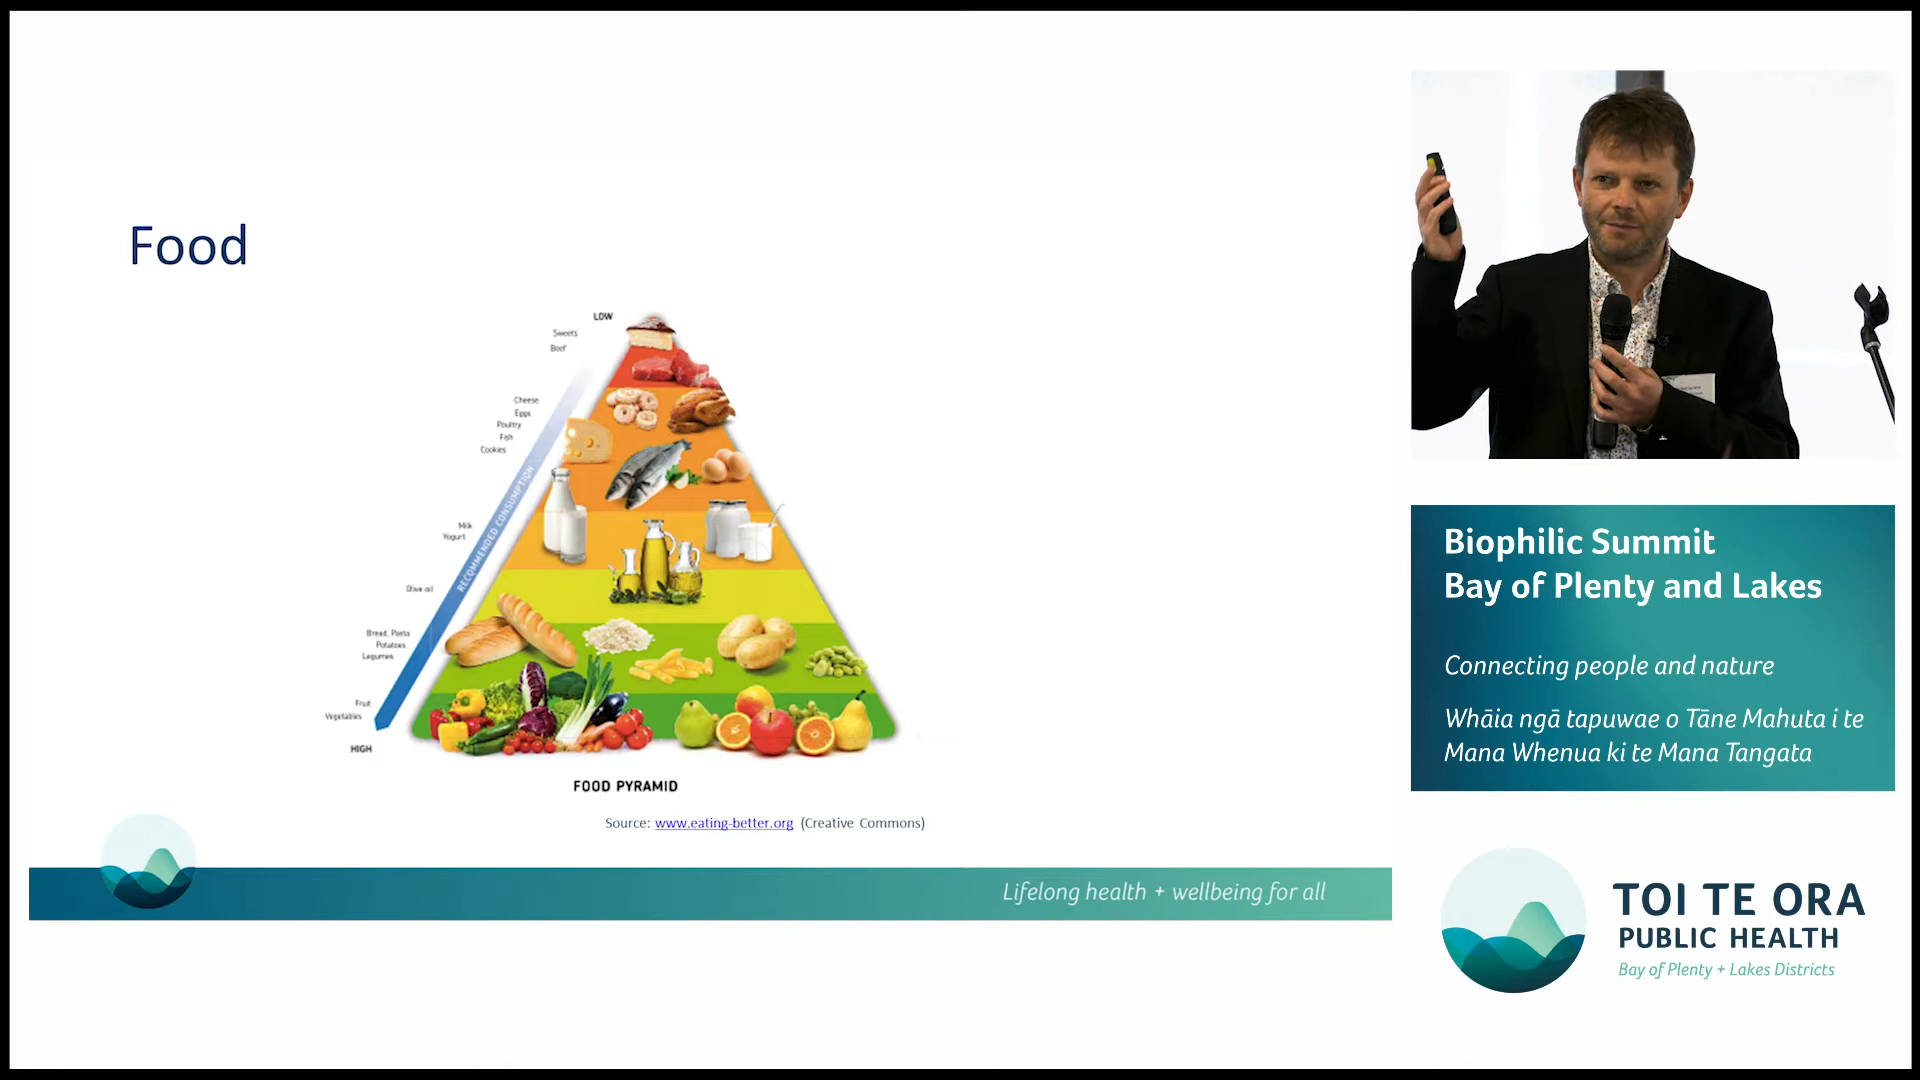 Food
LOW
Sweets
Beef
Cheese
Eggs
Poultry
Fish
Cookies
RECOMMENDED CONSUMPTION
Milk
Yogurt
Olive oil
Bread, Pasta
Potatoes
Legumes
Fruit
Vegetables
HIGH
FOOD PYRAMID
Source: www.eating-better.org (Creative Commons)
Lifelong health + wellbeing for all
Biophilic Summit
Bay of Plenty and Lakes
Connecting people and nature
Whāia ngā tapuwae o Tāne Mahuta i te
Mana Whenua ki te Mana Tangata
TOI TE ORA
PUBLIC HEALTH
Bay of Plenty + Lakes Districts